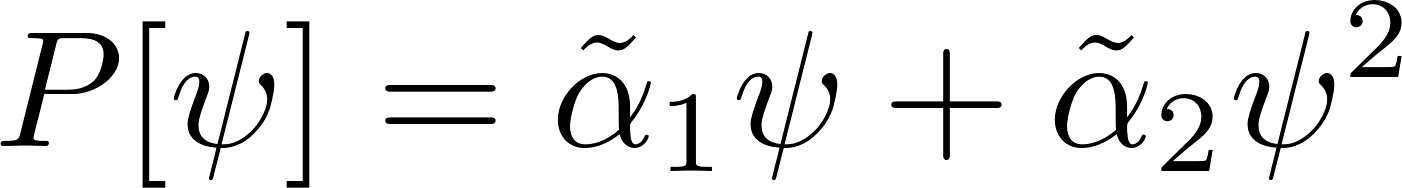 P[ψ] = α̃₁ψ + α̃₂ψ²